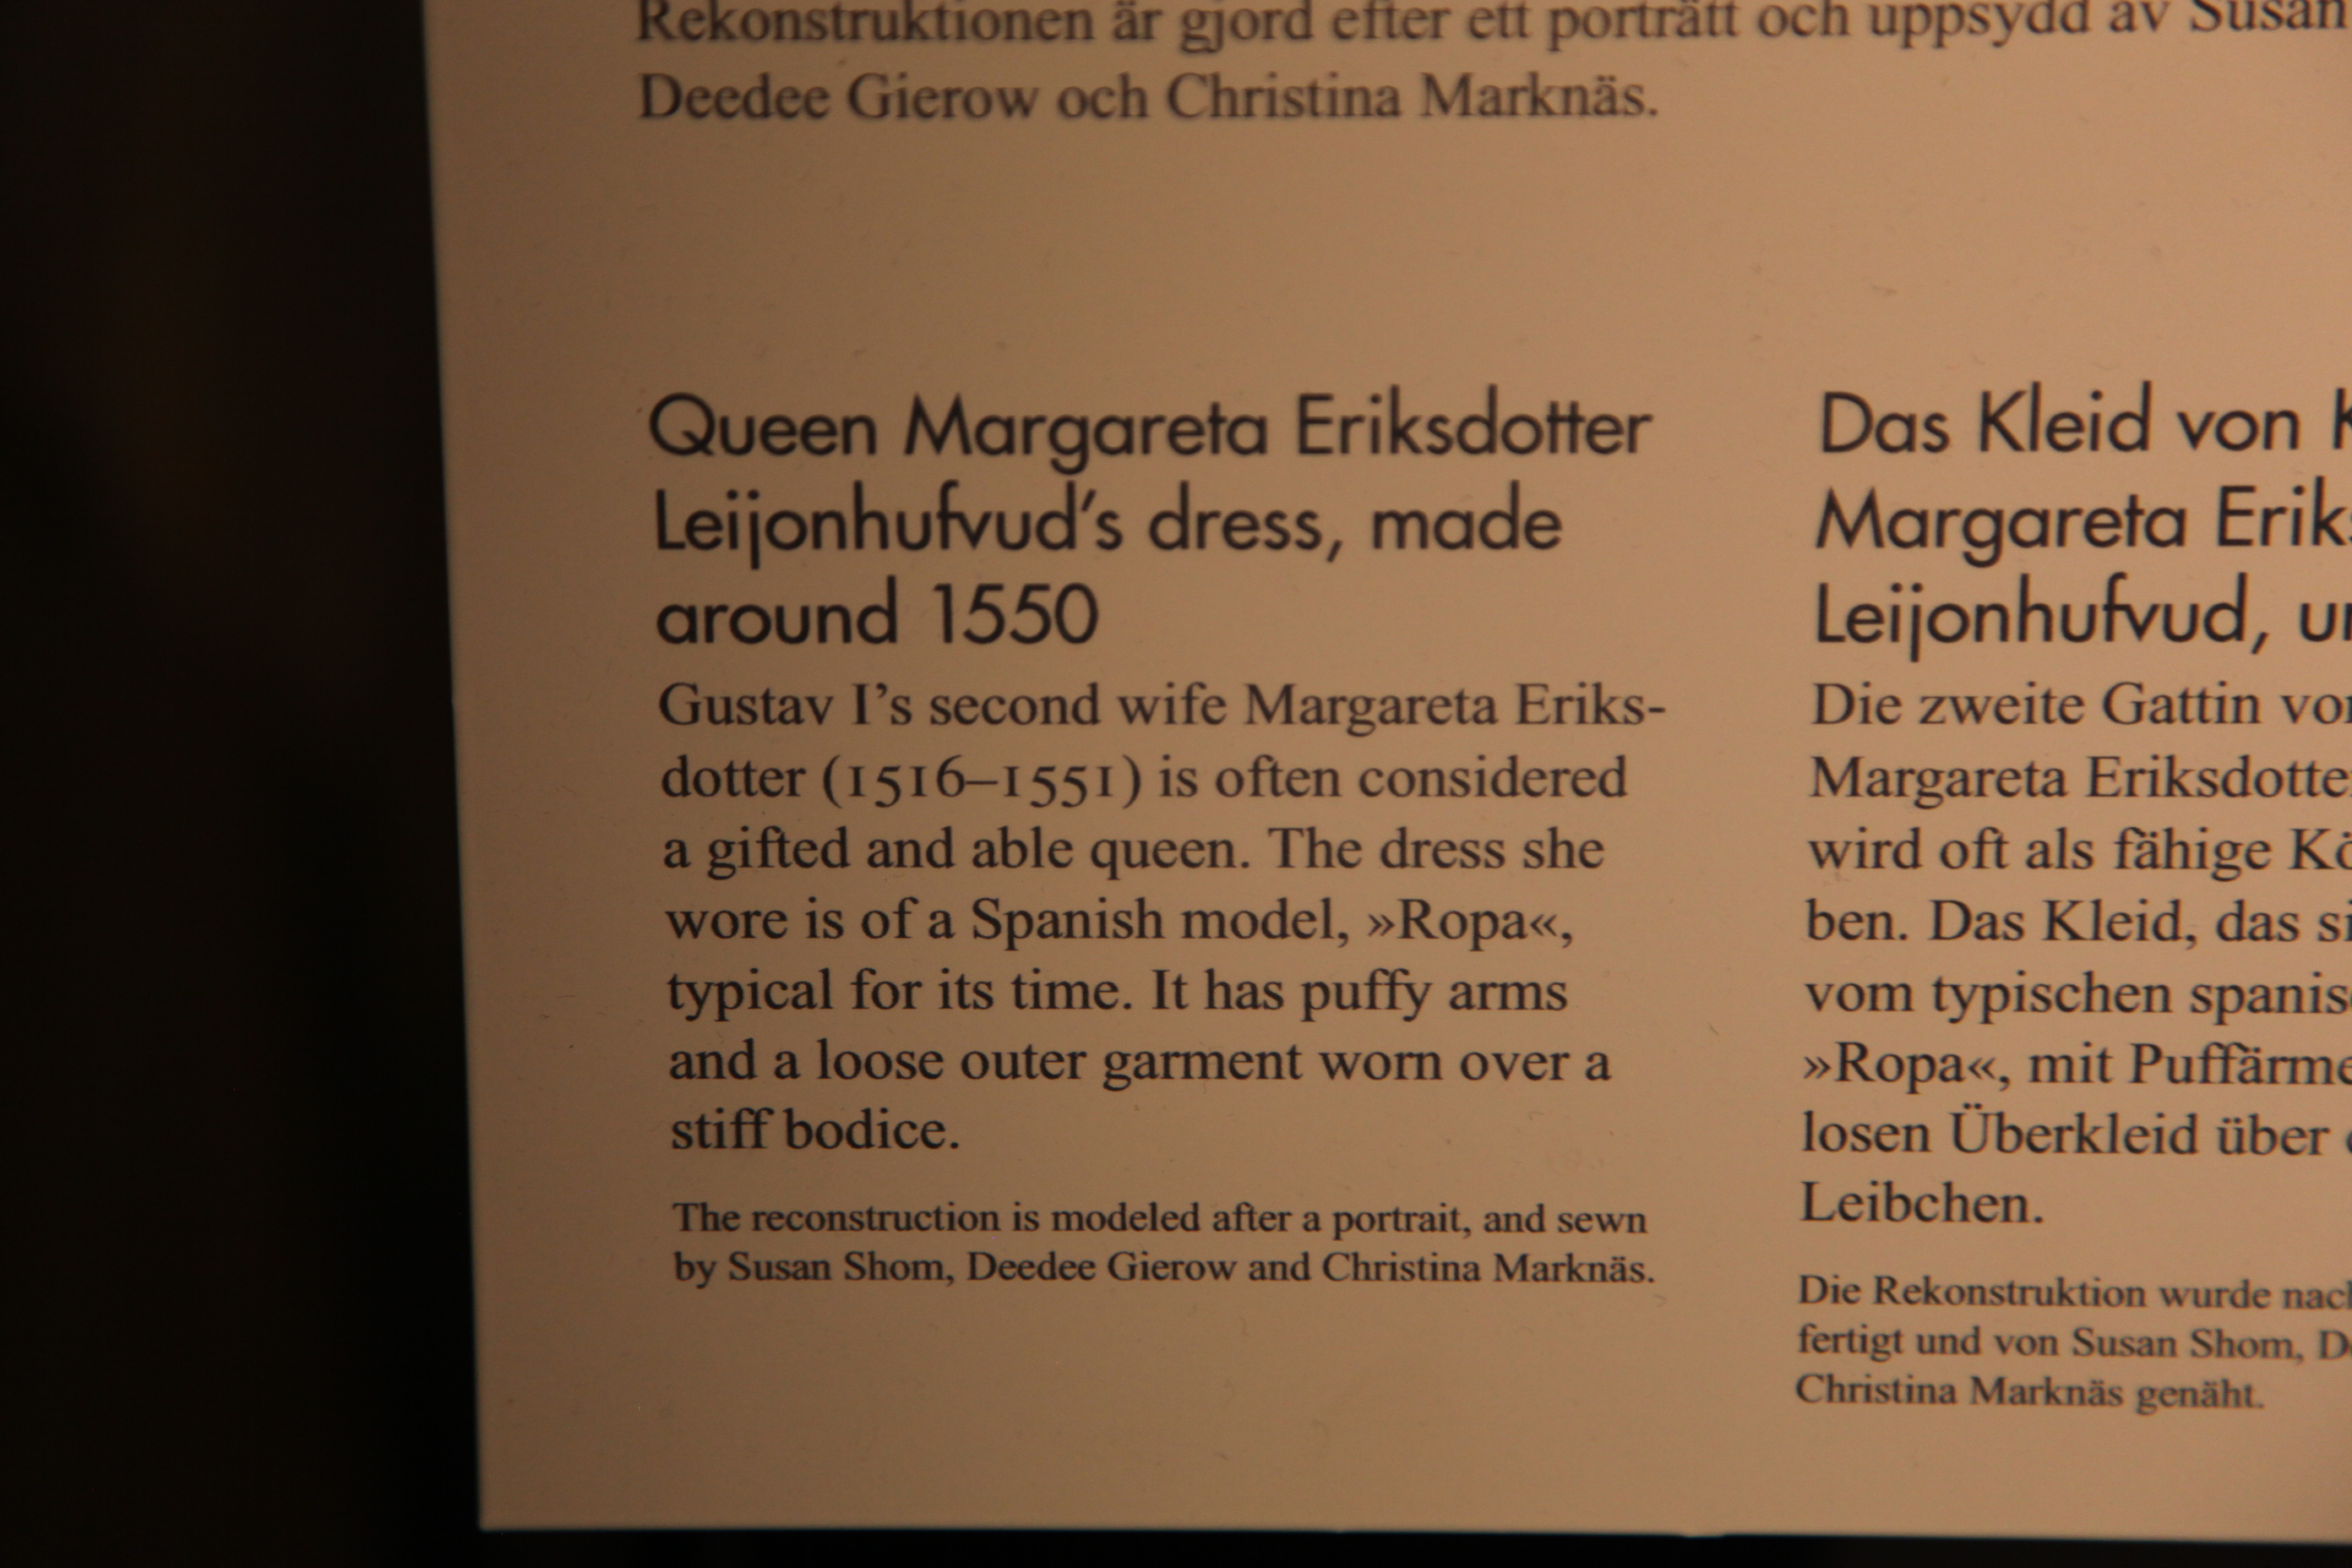 Rekonstruktionen är gjord efter ett porträtt och uppsydd av Susan
Deedee Gierow och Christina Marknäs.
Queen Margareta Eriksdotter
Leijonhufvud’s dress, made
around 1550
Gustav I’s second wife Margareta Eriks-
dotter (1516–1551) is often considered
a gifted and able queen. The dress she
wore is of a Spanish model, »Ropa«,
typical for its time. It has puffy arms
and a loose outer garment worn over a
stiff bodice.
The reconstruction is modeled after a portrait, and sewn
by Susan Shom, Deedee Gierow and Christina Marknäs.
Das Kleid von
Margareta Eriks
Leijonhufvud,
Die zweite Gattin
Margareta Eriksdotter
wird oft als fähige
ben. Das Kleid, das
vom typischen spanis
»Ropa«, mit Puffärme
losen Überkleid über
Leibchen.
Die Rekonstruktion wurde nach
fertigt und von Susan Shom,
Christina Marknäs genäht.